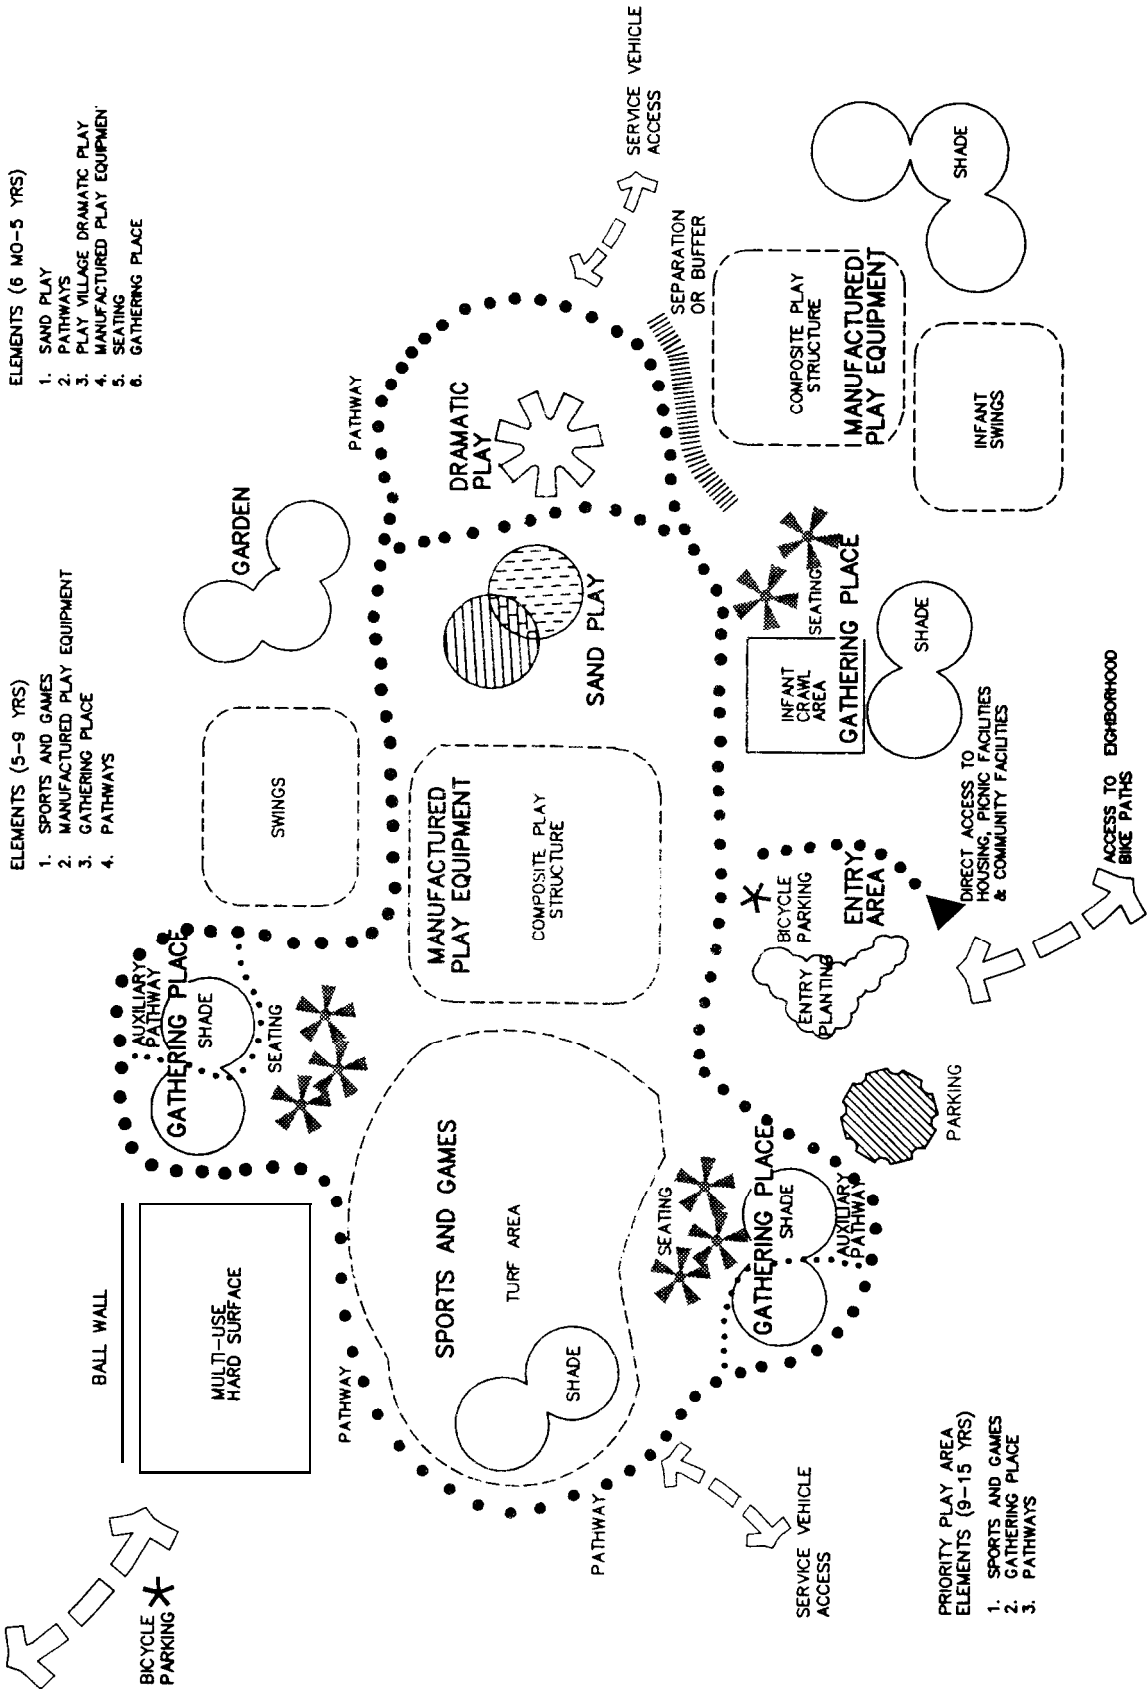 PRIORITY PLAY AREA
ELEMENTS (9-15 YRS)
1. SPORTS AND GAMES
2. GATHERING PLACE
3. PATHWAYS
ELEMENTS (5-9 YRS)
1. SPORTS AND GAMES
2. MANUFACTURED PLAY EQUIPMENT
3. GATHERING PLACE
4. PATHWAYS
ELEMENTS (6 MO-5 YRS)
1. SAND PLAY
2. PATHWAYS
3. PLAY VILLAGE DRAMATIC PLAY
4. MANUFACTURED PLAY EQUIPMEN
5. SEATING
6. GATHERING PLACE
BICYCLE
PARKING
BALL WALL
MULTI-USE
HARD SURFACE
AUXILIARY
PATHWAY
GATHERING PLACE
SHADE
SEATING
SWINGS
GARDEN
PATHWAY
PATHWAY
SPORTS AND GAMES
TURF AREA
SHADE
MANUFACTURED
PLAY EQUIPMENT
COMPOSITE PLAY
STRUCTURE
SAND PLAY
DRAMATIC
PLAY
SERVICE VEHICLE
ACCESS
PATHWAY
SERVICE VEHICLE
ACCESS
SEATING
GATHERING PLACE
SHADE
AUXILIARY
PATHWAY
PARKING
ENTRY
PLANTING
BICYCLE
PARKING
ENTRY
AREA
DIRECT ACCESS TO
HOUSING, PICNIC FACILITIES
& COMMUNITY FACILITIES
ACCESS TO EIGHBORHOOD
BIKE PATHS
INFANT
CRAWL
AREA
SEATING
GATHERING PLACE
SHADE
SEPARATION
OR BUFFER
COMPOSITE PLAY
STRUCTURE
MANUFACTURED
PLAY EQUIPMENT
INFANT
SWINGS
SHADE